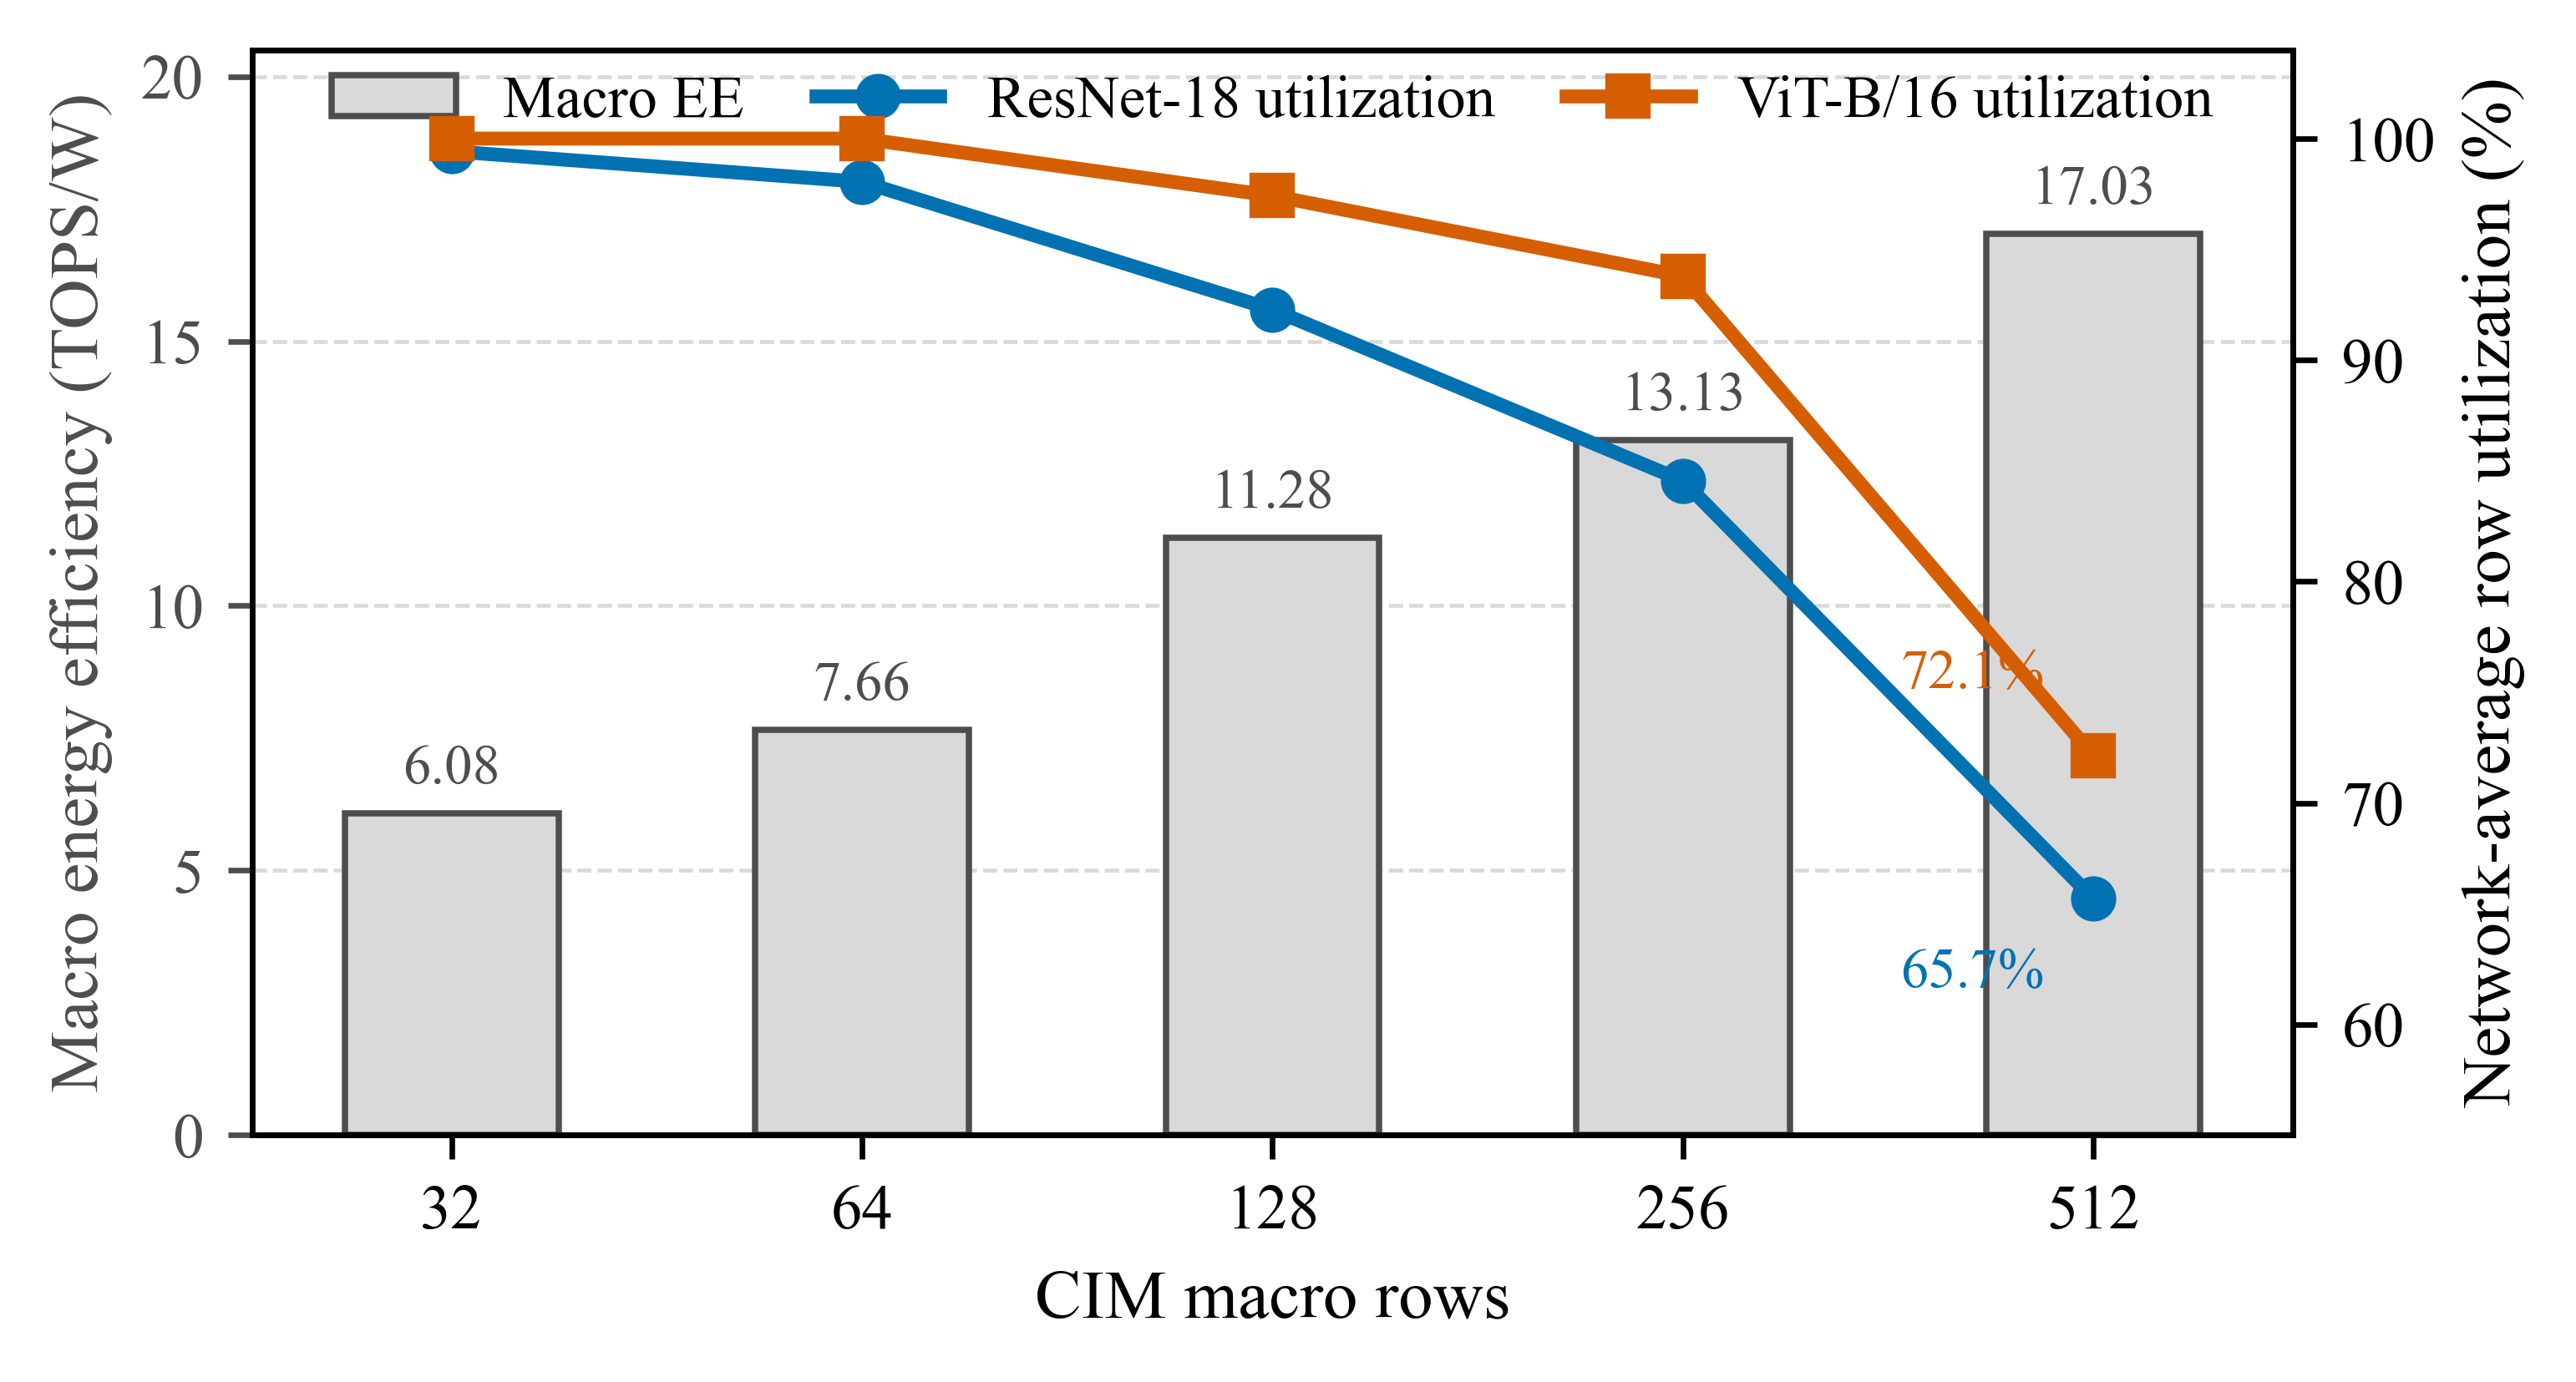 Macro EE
ResNet-18 utilization
ViT-B/16 utilization
Macro energy efficiency (TOPS/W)
20
15
10
5
0
6.08
7.66
11.28
13.13
17.03
72.1%
65.7%
100
90
80
70
60
Network-average row utilization (%)
32 64 128 256 512
CIM macro rows